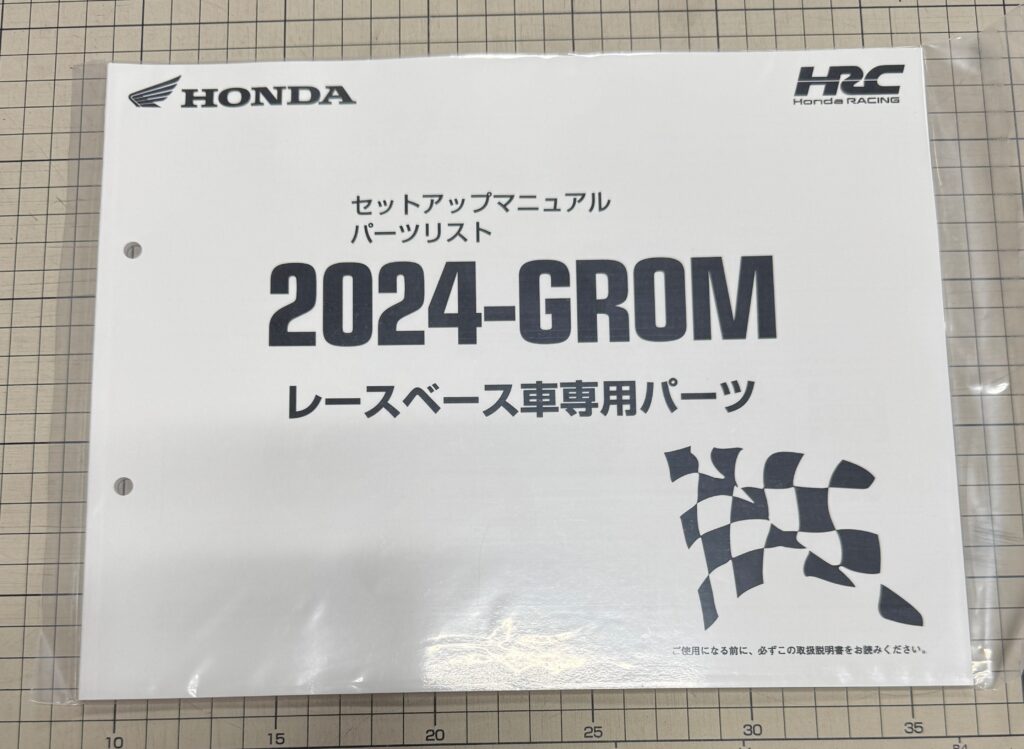 HONDA
HRC
Honda RACING
セットアップマニュアル
パーツリスト
2024-GROM
レースベース車専用パーツ
ご使用になる前に、必ずこの取扱説明書をお読みください。
10
15
20
25
30
35